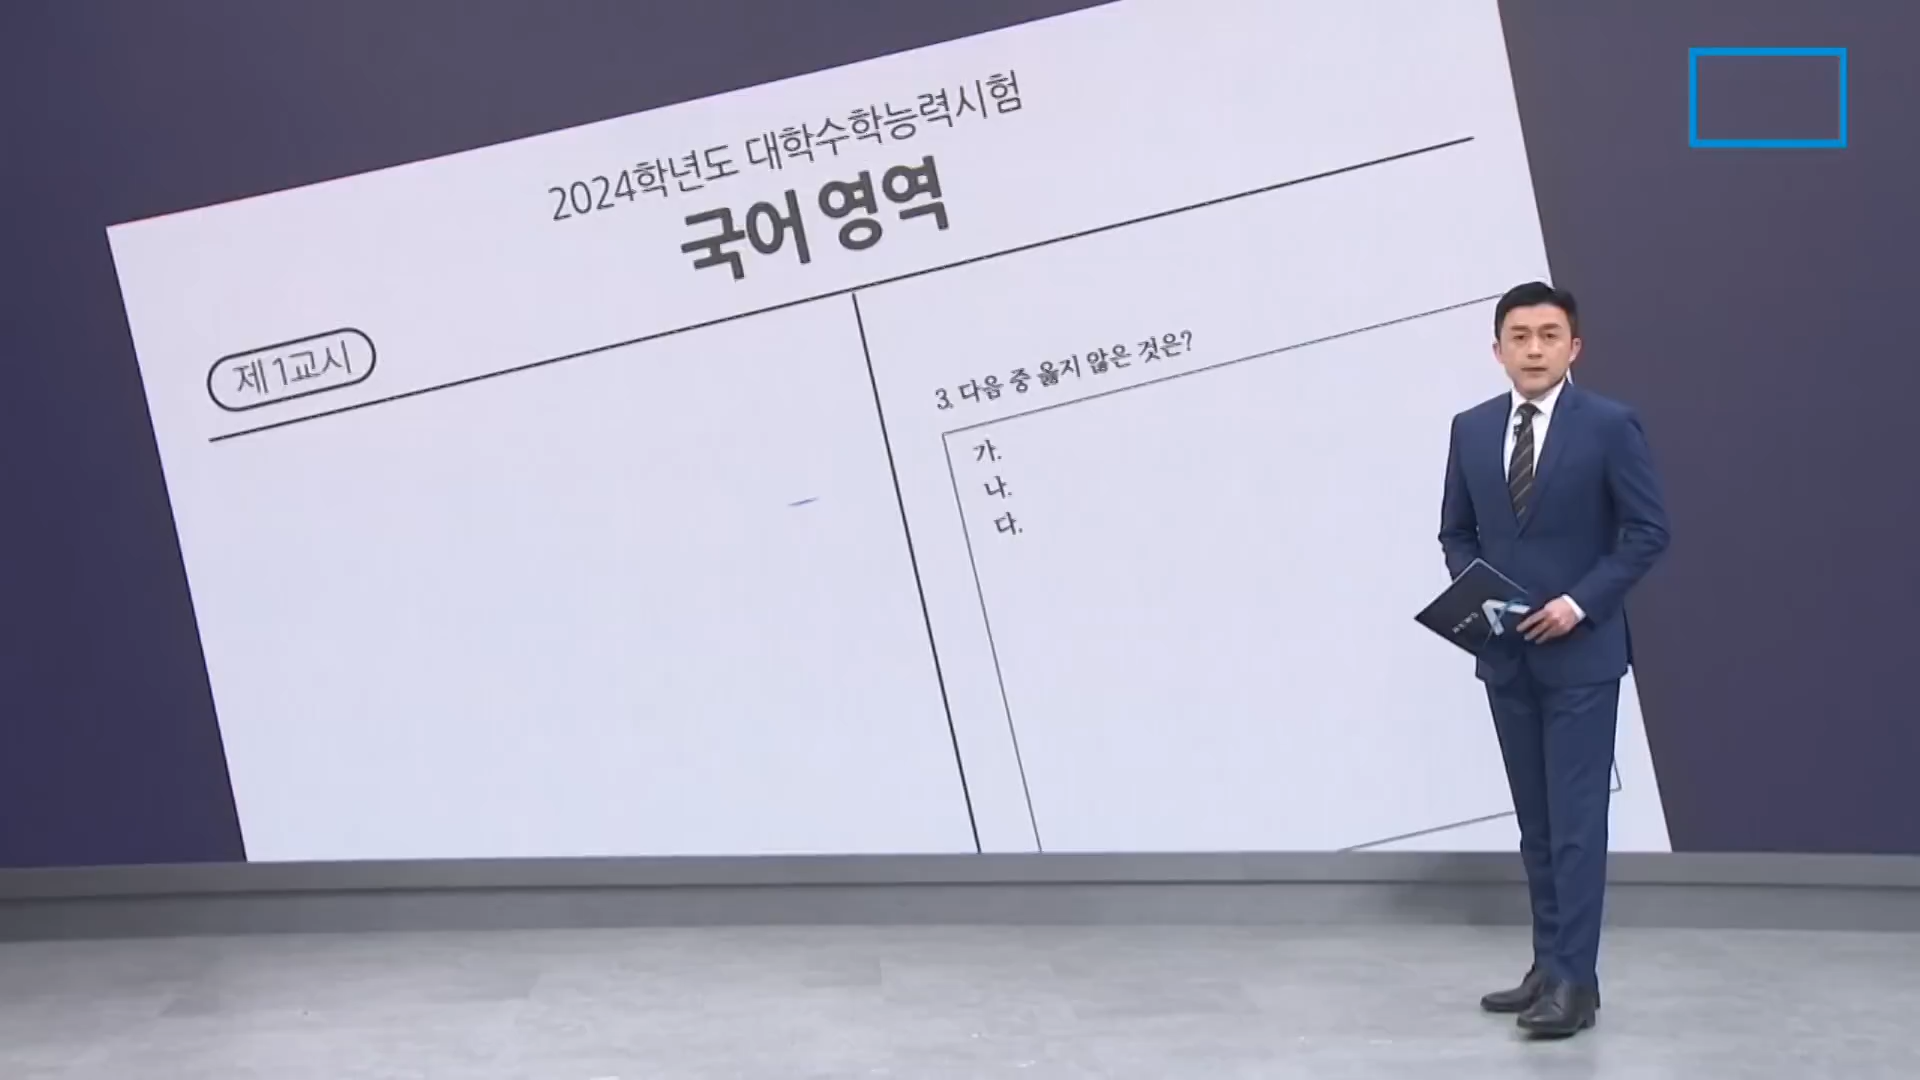 2024학년도 대학수학능력시험
국어 영역
제1교시
3. 다음 중 옳지 않은 것은?
가.
나.
다.